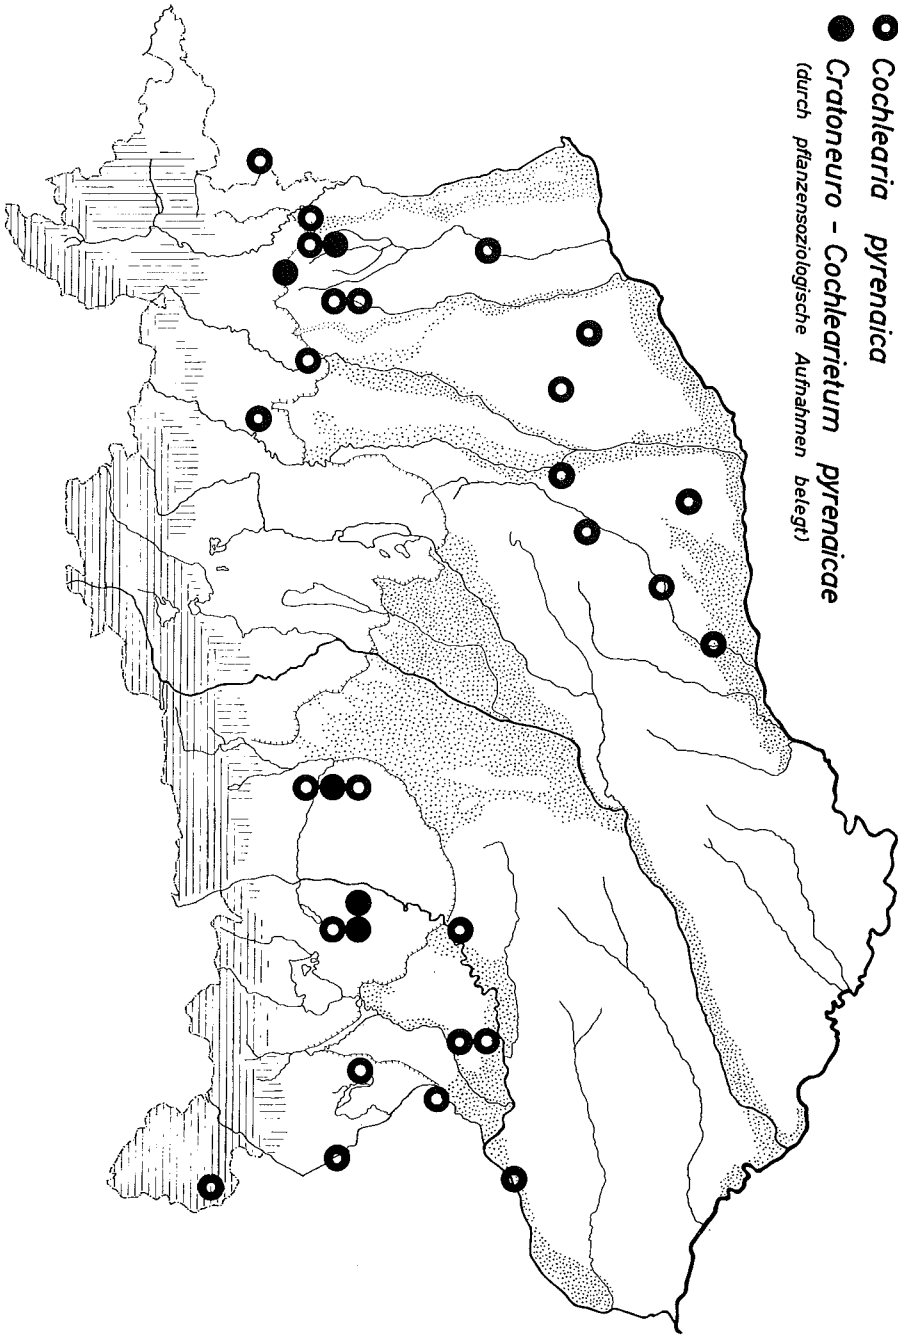 Cochlearia pyrenaica
Cratoneuro - Cochlearietum pyrenaicae
(durch pflanzensoziologische Aufnahmen belegt)